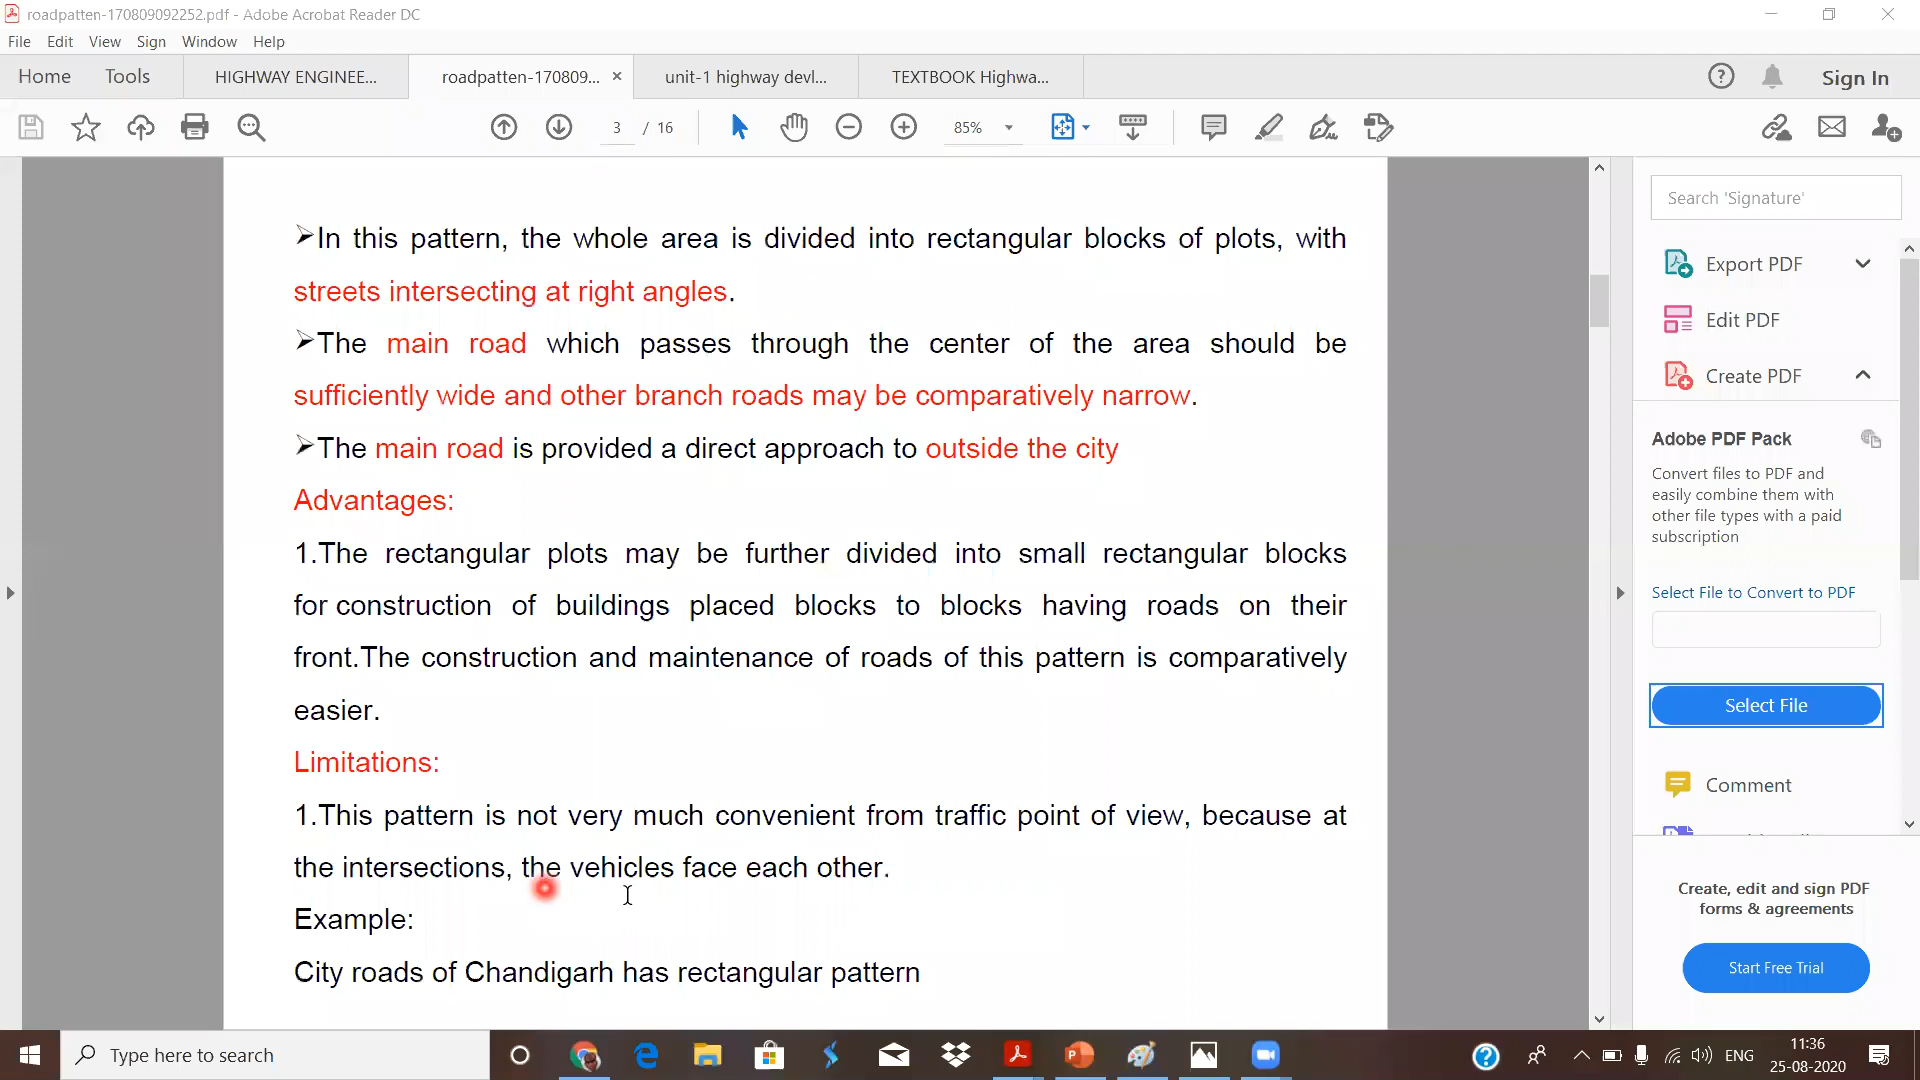 roadpatten-170809092252.pdf - Adobe Acrobat Reader DC
File Edit View Sign Window Help
Home Tools HIGHWAY ENGINEE... roadpatten-170809... × unit-1 highway devl... TEXTBOOK Highwa... Sign In
3 / 16 85%
➢In this pattern, the whole area is divided into rectangular blocks of plots, with
streets intersecting at right angles.
➢The main road which passes through the center of the area should be
sufficiently wide and other branch roads may be comparatively narrow.
➢The main road is provided a direct approach to outside the city
Advantages:
1.The rectangular plots may be further divided into small rectangular blocks
for construction of buildings placed blocks to blocks having roads on their
front.The construction and maintenance of roads of this pattern is comparatively
easier.
Limitations:
1.This pattern is not very much convenient from traffic point of view, because at
the intersections, the vehicles face each other.
Example:
City roads of Chandigarh has rectangular pattern
Search 'Signature'
Export PDF
Edit PDF
Create PDF
Adobe PDF Pack
Convert files to PDF and
easily combine them with
other file types with a paid
subscription
Select File to Convert to PDF
Select File
Comment
Create, edit and sign PDF
forms & agreements
Start Free Trial
Type here to search
ENG
11:36
25-08-2020